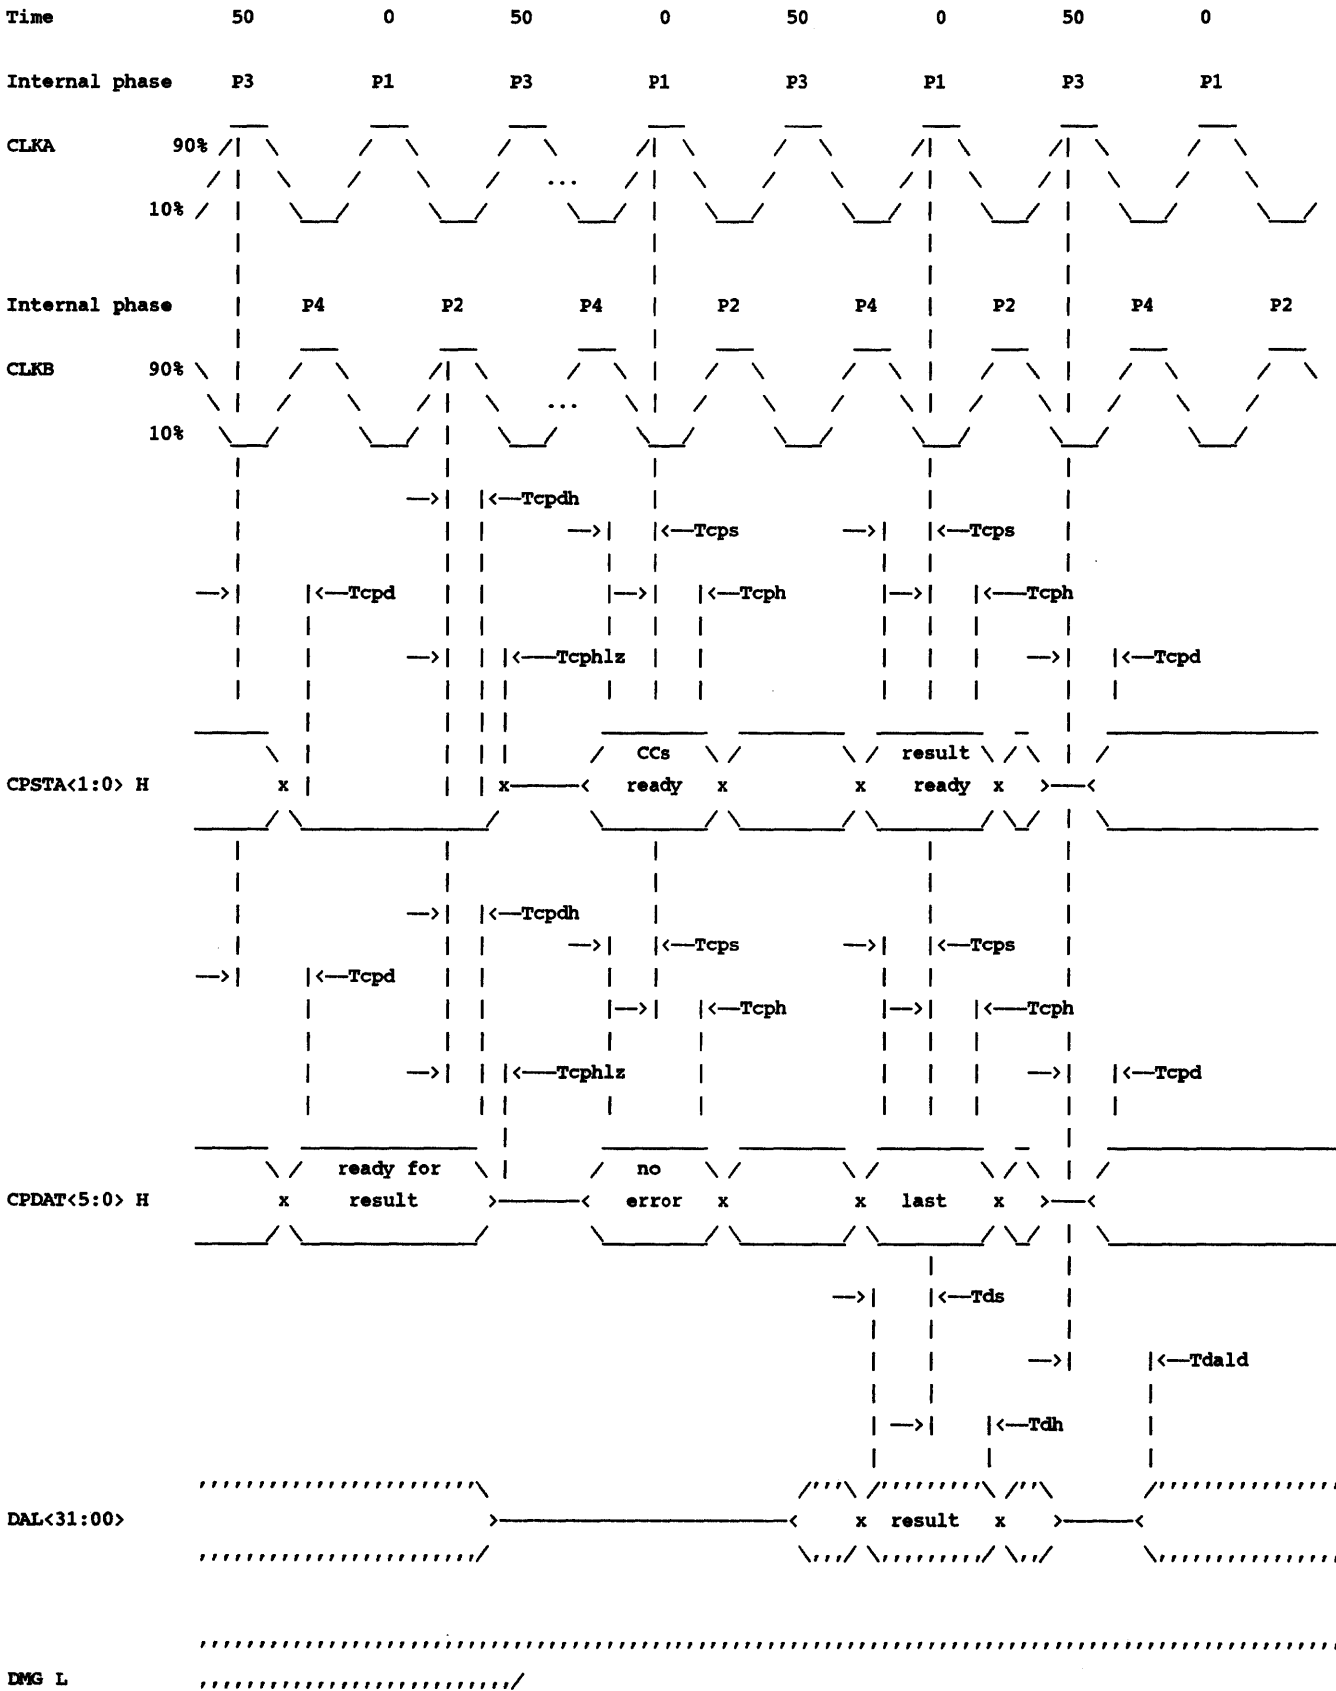 Time 50 0 50 0 50 0 50 0
Internal phase P3 P1 P3 P1 P3 P1 P3 P1
CLKA 90%
...
10%
Internal phase P4 P2 P4 P2 P4 P2 P4 P2
CLKB 90%
...
10%
Tcpdh
Tcps Tcps
Tcpd Tcph Tcph
Tcphlz Tcpd
CCs result
CPSTA<1:0> H x x ready x x ready x
Tcpdh
Tcps Tcps
Tcpd
Tcph Tcph
Tcphlz Tcpd
ready for no
CPDAT<5:0> H x result error x x last x
Tds
Tdald
Tdh
DAL<31:00> x result x
DMG L